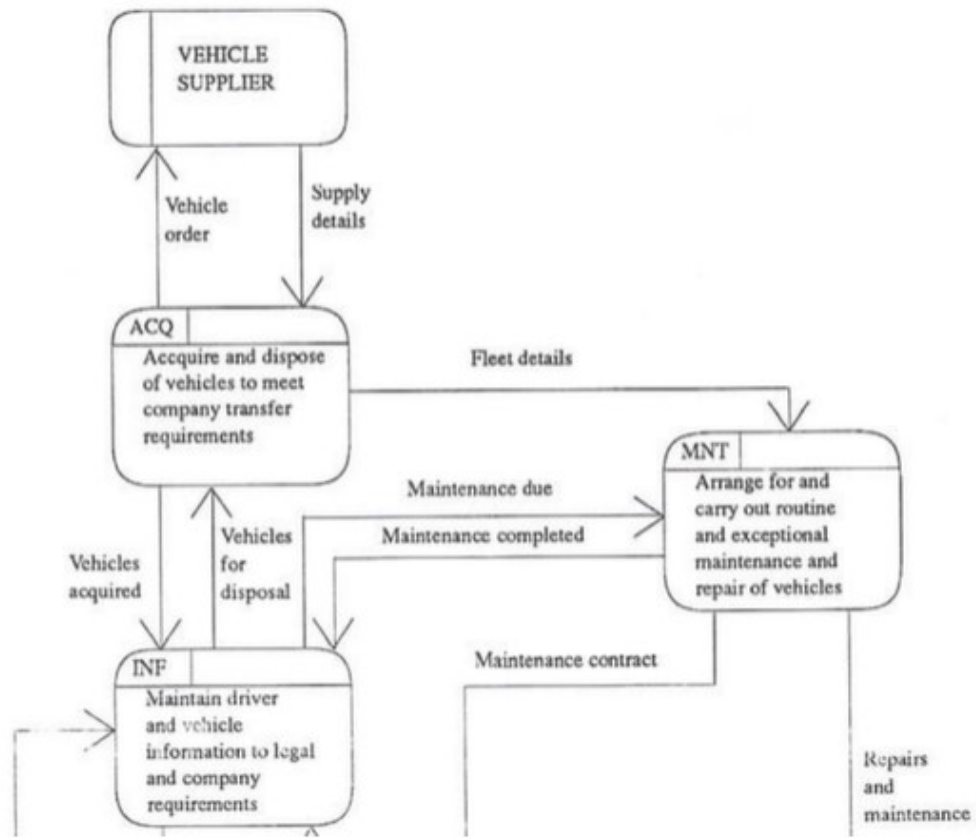 VEHICLE
SUPPLIER
Vehicle
order
Supply
details
ACQ
Accquire and dispose
of vehicles to meet
company transfer
requirements
Fleet details
MNT
Arrange for and
carry out routine
and exceptional
maintenance and
repair of vehicles
Maintenance due
Maintenance completed
Vehicles
acquired
Vehicles
for
disposal
INF
Maintain driver
and vehicle
information to legal
and company
requirements
Maintenance contract
Repairs
and
maintenance